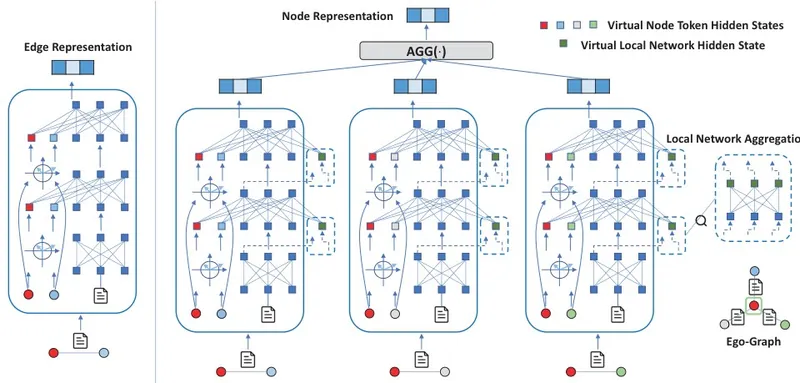 Edge Representation
Node Representation
AGG(·)
Virtual Node Token Hidden States
Virtual Local Network Hidden State
Local Network Aggregatio
Ego-Graph